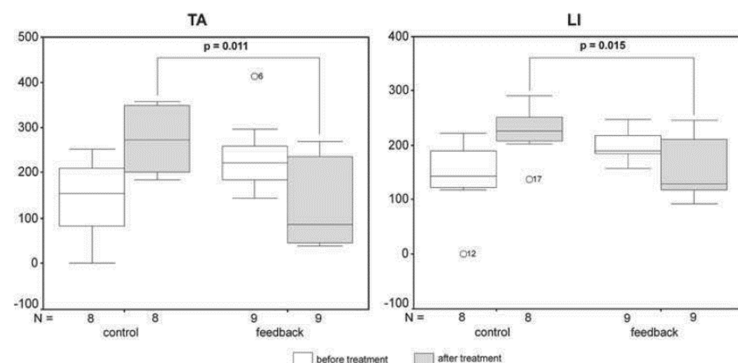 TA
500
400
300
200
100
0
-100
p = 0.011
6
N = 8 8 9 9
control feedback
LI
400
300
200
100
0
-100
p = 0.015
17
12
N = 8 8 9 9
control feedback
before treatment after treatment